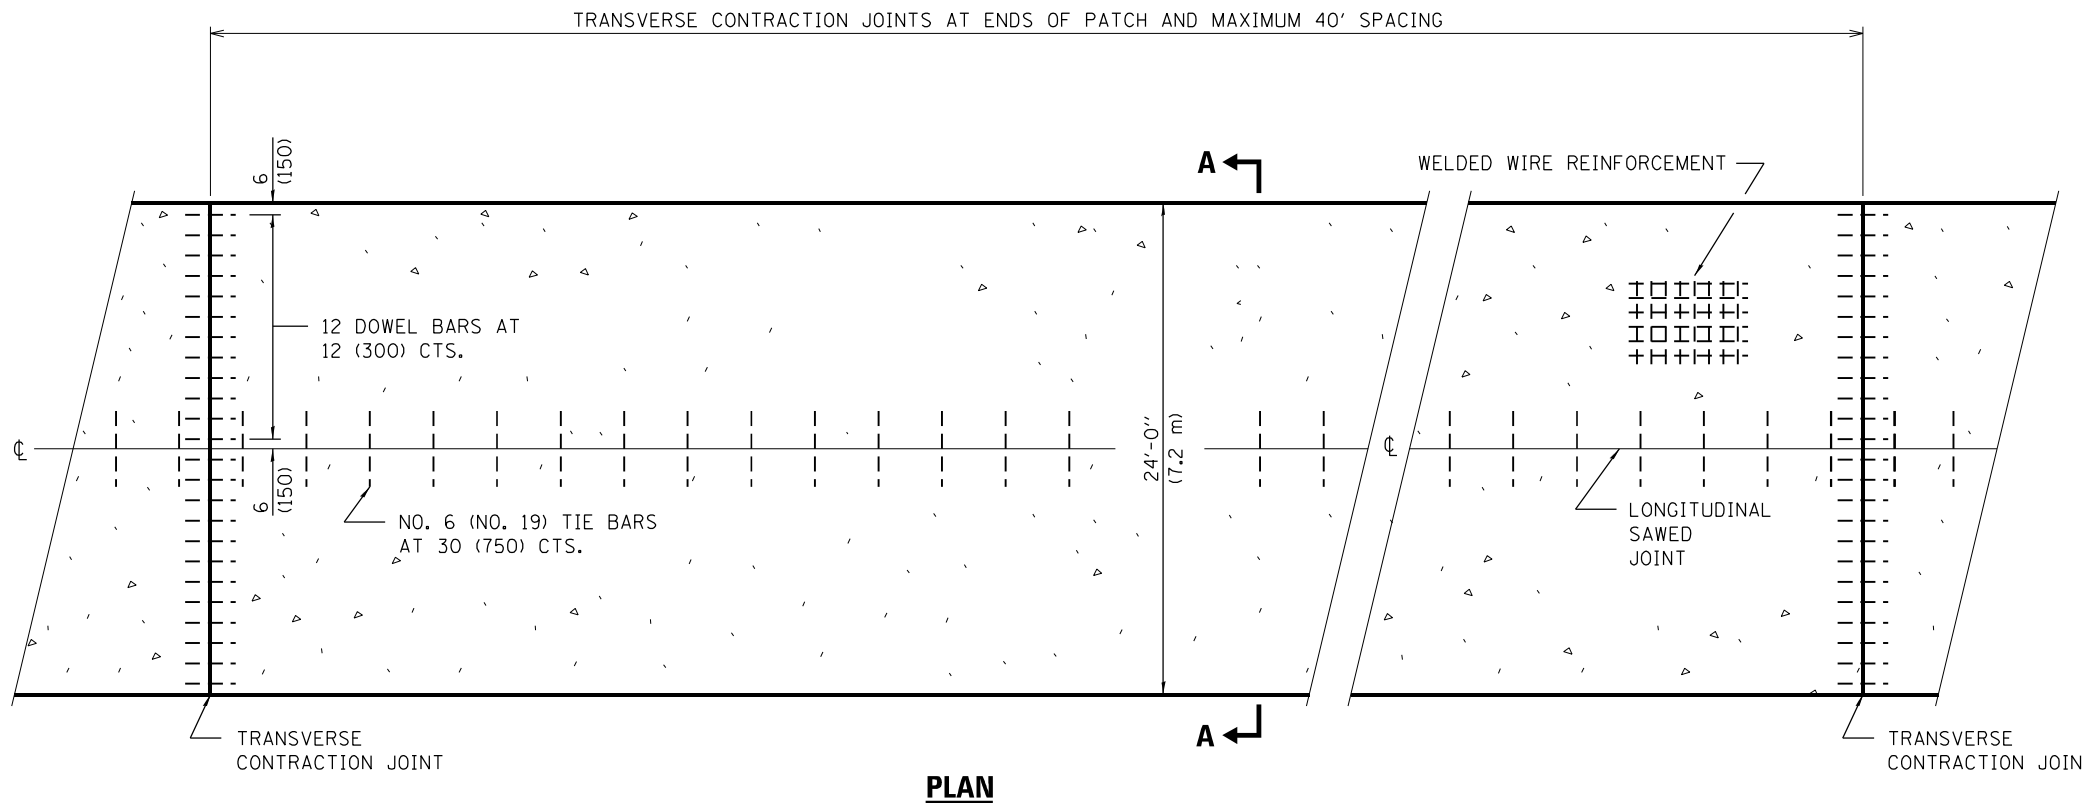 TRANSVERSE CONTRACTION JOINTS AT ENDS OF PATCH AND MAXIMUM 40' SPACING
6
(150)
A
WELDED WIRE REINFORCEMENT
12 DOWEL BARS AT
12 (300) CTS.
℄
24'-0"
(7.2 m)
℄
6
(150)
NO. 6 (NO. 19) TIE BARS
AT 30 (750) CTS.
LONGITUDINAL
SAWED
JOINT
A
TRANSVERSE
CONTRACTION JOINT
TRANSVERSE
CONTRACTION JOIN
PLAN